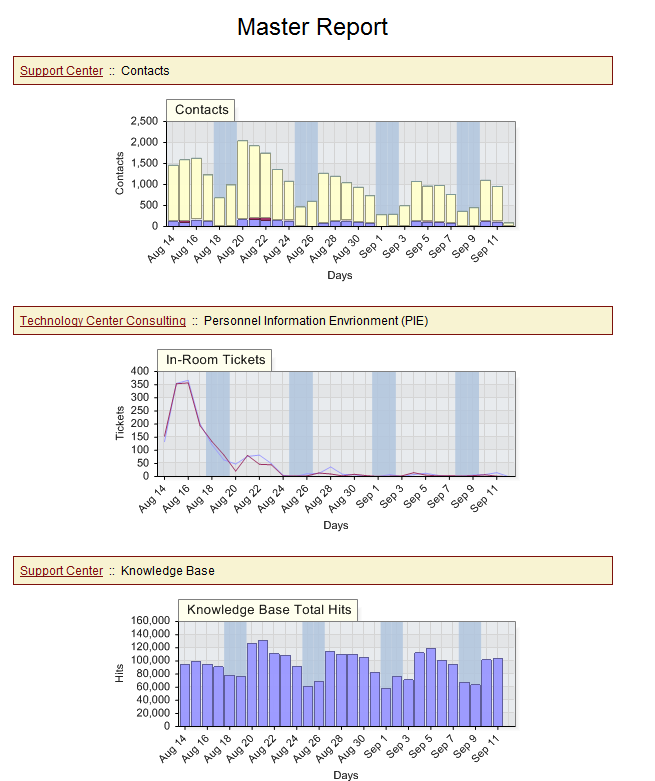 Master Report
Support Center :: Contacts
Contacts
2,500
2,000
1,500
1,000
500
0
Contacts
Aug 14 Aug 16 Aug 18 Aug 20 Aug 22 Aug 24 Aug 26 Aug 28 Aug 30 Sep 1 Sep 3 Sep 5 Sep 7 Sep 9 Sep 11
Days
Technology Center Consulting :: Personnel Information Envrionment (PIE)
In-Room Tickets
400
350
300
250
200
150
100
50
0
Tickets
Aug 14 Aug 16 Aug 18 Aug 20 Aug 22 Aug 24 Aug 26 Aug 28 Aug 30 Sep 1 Sep 3 Sep 5 Sep 7 Sep 9 Sep 11
Days
Support Center :: Knowledge Base
Knowledge Base Total Hits
160,000
140,000
120,000
100,000
80,000
60,000
40,000
20,000
0
Hits
Aug 14 Aug 16 Aug 18 Aug 20 Aug 22 Aug 24 Aug 26 Aug 28 Aug 30 Sep 1 Sep 3 Sep 5 Sep 7 Sep 9 Sep 11
Days